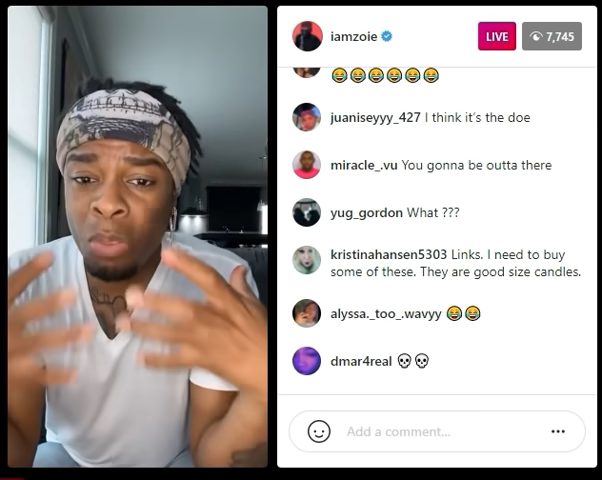 iamzoie
LIVE
7,745
😂😂😂😂😂😂
juaniseyyy_427 I think it's the doe
miracle_.vu You gonna be outta there
yug_gordon What ???
kristinahansen5303 Links. I need to buy
some of these. They are good size candles.
alyssa._too_.wavyy 😂😂
dmar4real 💀💀
Add a comment...